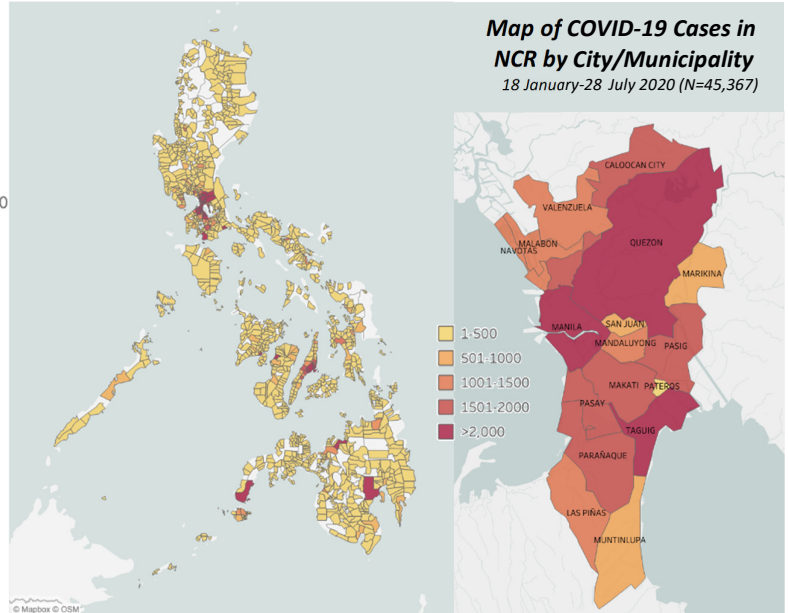 Map of COVID-19 Cases in
NCR by City/Municipality
18 January-28 July 2020 (N=45,367)
0
CALOOCAN CITY
VALENZUELA
MALABON
NAVOTAS
QUEZON
MARIKINA
MANILA
SAN JUAN
MANDALUYONG
PASIG
MAKATI
PATEROS
PASAY
TAGUIG
PARAÑAQUE
LAS PIÑAS
MUNTINLUPA
1-500
501-1000
1001-1500
1501-2000
>2,000
© Mapbox © OSM